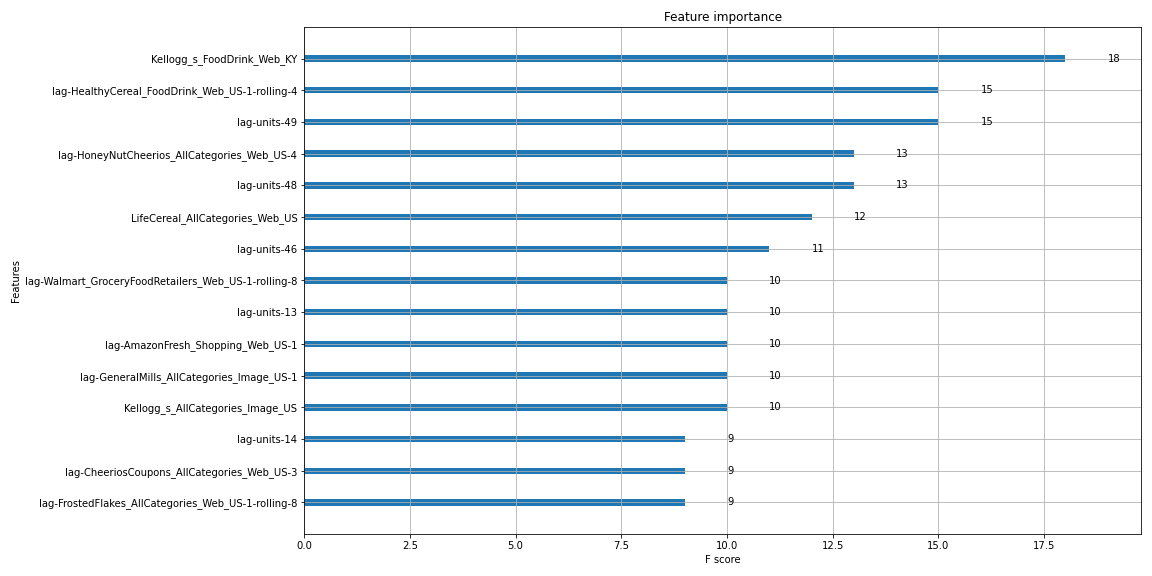 Feature importance
Kellogg_s_FoodDrink_Web_KY 18
lag-HealthyCereal_FoodDrink_Web_US-1-rolling-4 15
lag-units-49 15
lag-HoneyNutCheerios_AllCategories_Web_US-4 13
lag-units-48 13
LifeCereal_AllCategories_Web_US 12
lag-units-46 11
lag-Walmart_GroceryFoodRetailers_Web_US-1-rolling-8 10
lag-units-13 10
lag-AmazonFresh_Shopping_Web_US-1 10
lag-GeneralMills_AllCategories_Image_US-1 10
Kellogg_s_AllCategories_Image_US 10
lag-units-14 9
lag-CheeriosCoupons_AllCategories_Web_US-3 9
lag-FrostedFlakes_AllCategories_Web_US-1-rolling-8 9
Features
0.0 2.5 5.0 7.5 10.0 12.5 15.0 17.5
F score